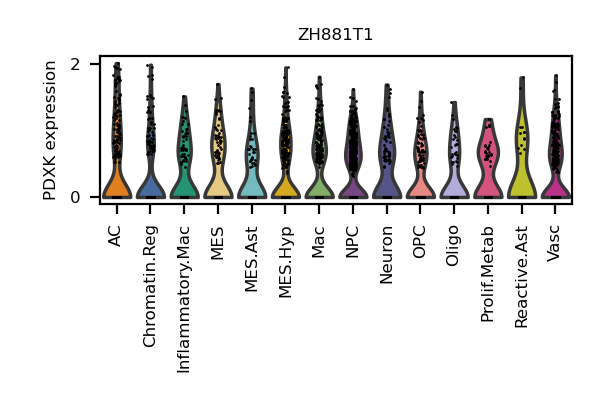 ZH881T1
PDXK expression
2
0
AC
Chromatin.Reg
Inflammatory.Mac
MES
MES.Ast
MES.Hyp
Mac
NPC
Neuron
OPC
Oligo
Prolif.Metab
Reactive.Ast
Vasc